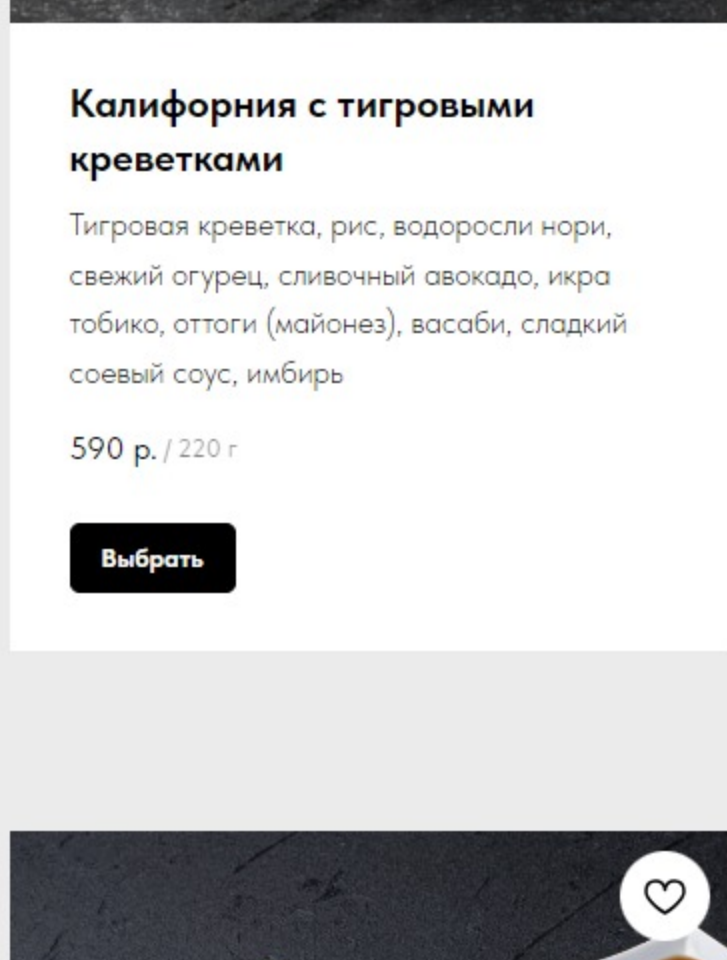 Калифорния с тигровыми
креветками
Тигровая креветка, рис, водоросли нори,
свежий огурец, сливочный авокадо, икра
тобико, оттоги (майонез), васаби, сладкий
соевый соус, имбирь
590 р. / 220 г
Выбрать